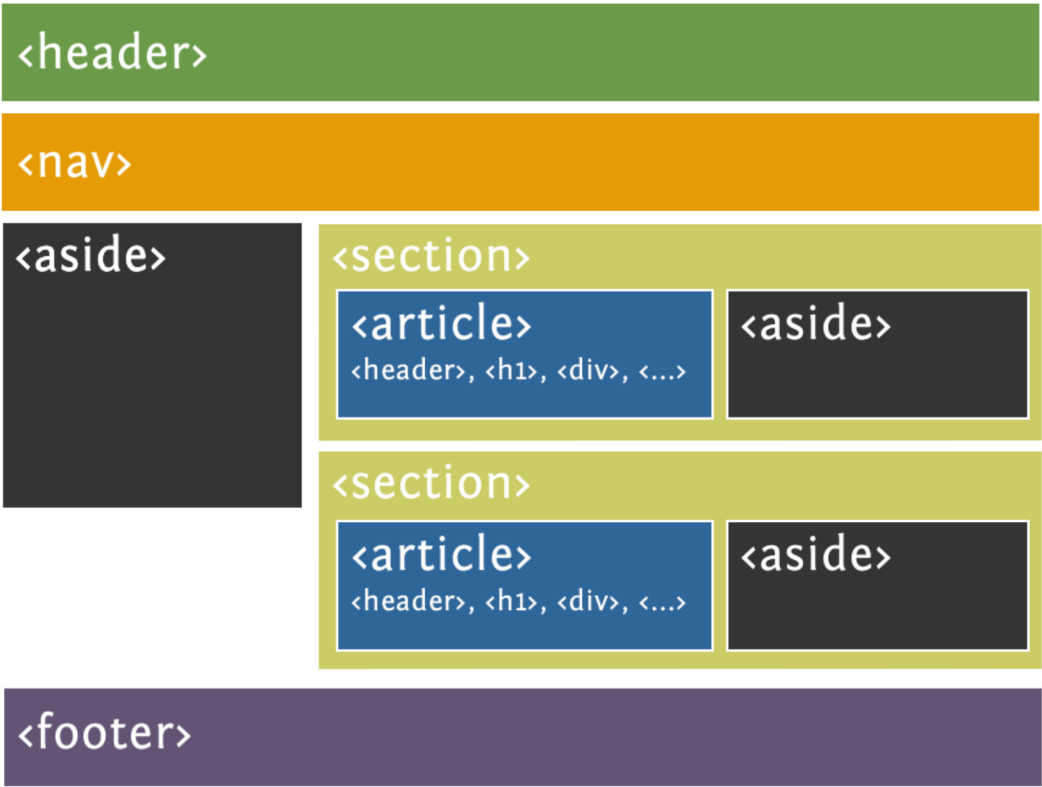 <header>
<nav>
<aside>
<section>
<article>
<header>, <h1>, <div>, <...>
<aside>
<section>
<article>
<header>, <h1>, <div>, <...>
<aside>
<footer>